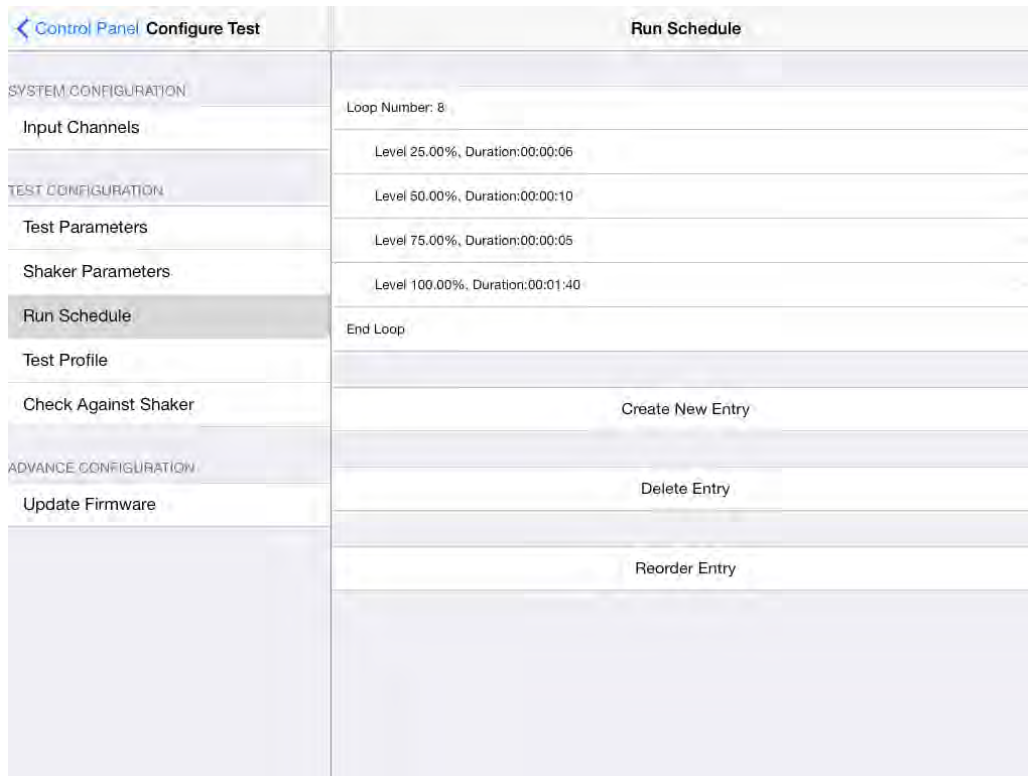 Control Panel Configure Test
Run Schedule
SYSTEM CONFIGURATION
Input Channels
TEST CONFIGURATION
Test Parameters
Shaker Parameters
Run Schedule
Test Profile
Check Against Shaker
ADVANCE CONFIGURATION
Update Firmware
Loop Number: 8
Level 25.00%, Duration:00:00:06
Level 50.00%, Duration:00:00:10
Level 75.00%, Duration:00:00:05
Level 100.00%, Duration:00:01:40
End Loop
Create New Entry
Delete Entry
Reorder Entry